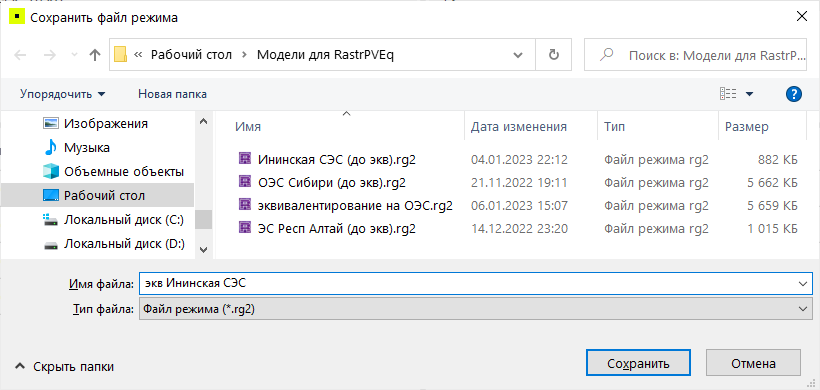 Сохранить файл режима
« Рабочий стол › Модели для RastrPVEq
Поиск в: Модели для RastrP...
Упорядочить Новая папка
Изображения
Музыка
Объемные объекты
Рабочий стол
Локальный диск (C:)
Локальный диск (D:)
Имя Дата изменения Тип Размер
Ининская СЭС (до экв).rg2 04.01.2023 22:12 Файл режима rg2 882 КБ
ОЭС Сибири (до экв).rg2 21.11.2022 19:11 Файл режима rg2 5 662 КБ
эквивалентирование на ОЭС.rg2 06.01.2023 15:07 Файл режима rg2 5 659 КБ
ЭС Респ Алтай (до экв).rg2 14.12.2022 23:20 Файл режима rg2 1 015 КБ
Имя файла: экв Ининская СЭС
Тип файла: Файл режима (*.rg2)
Скрыть папки
Сохранить Отмена